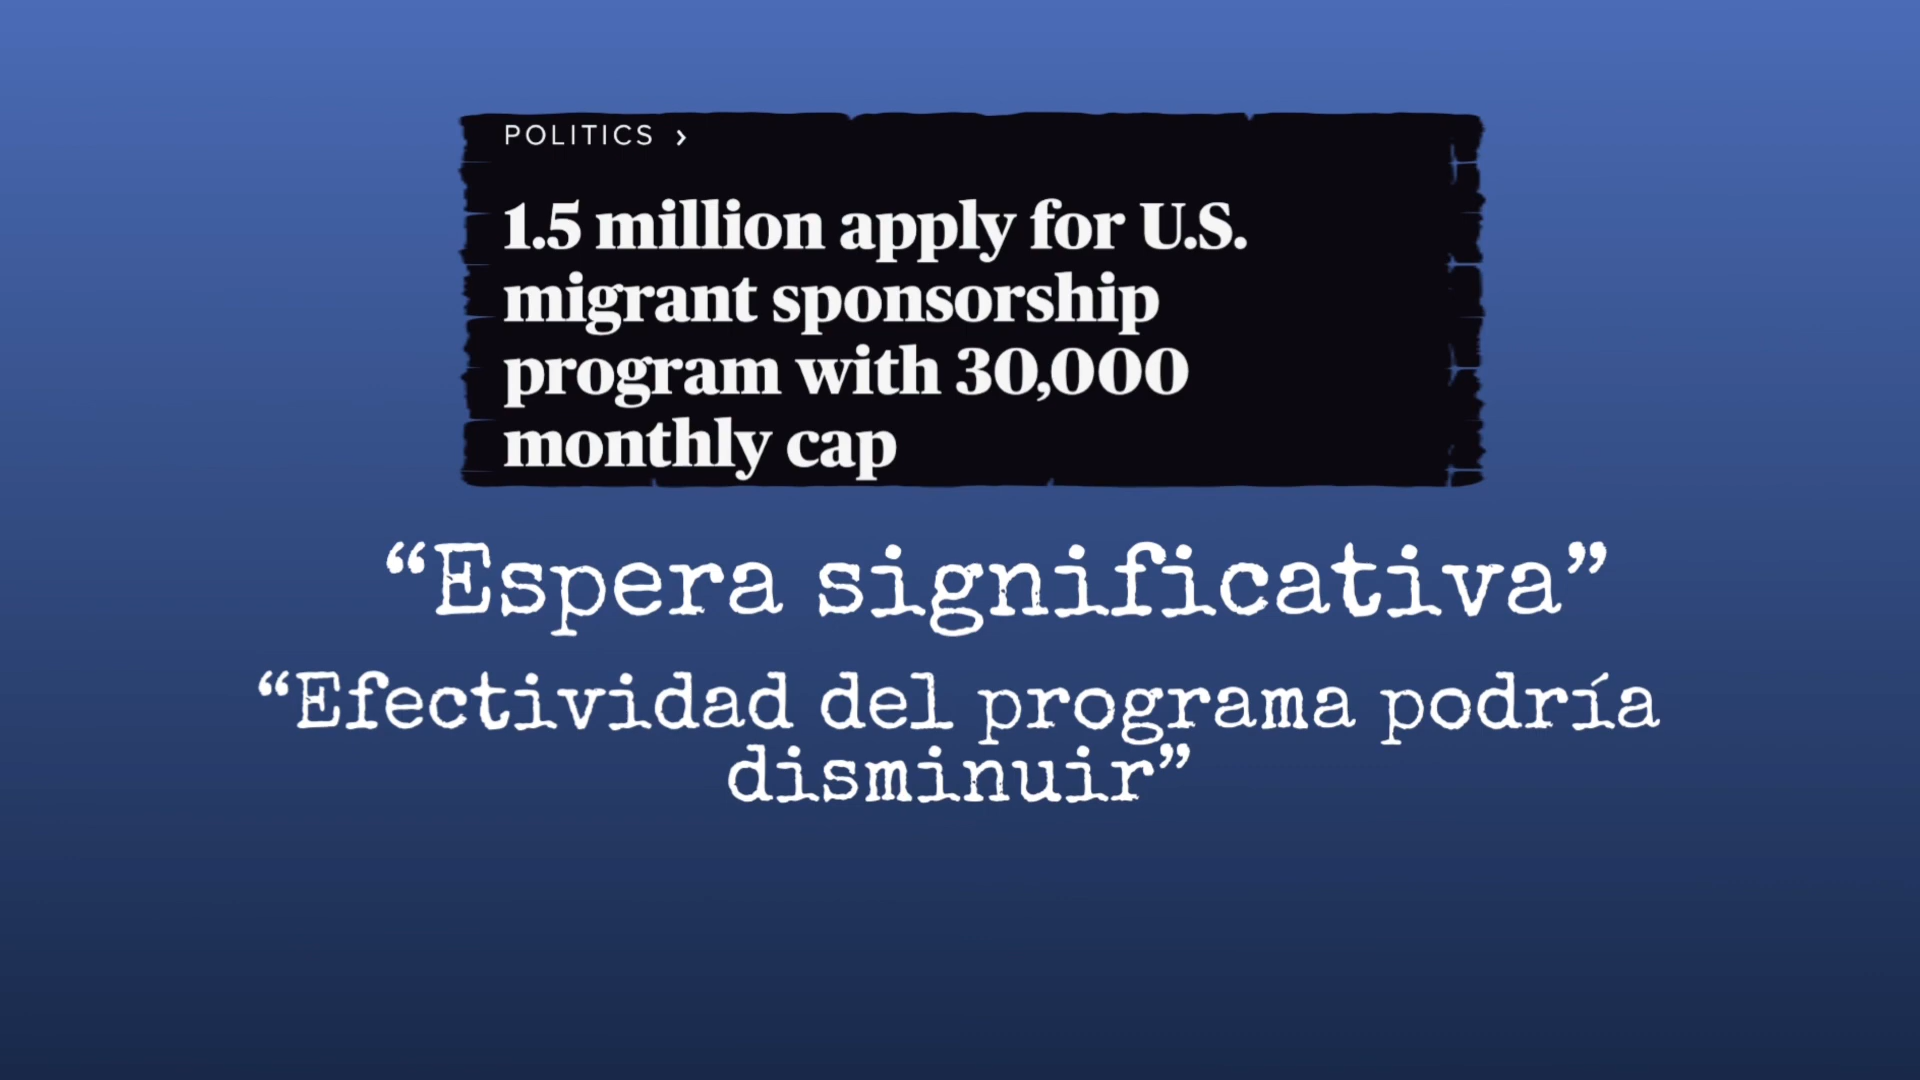 POLITICS >
1.5 million apply for U.S.
migrant sponsorship
program with 30,000
monthly cap
“Espera significativa”
“Efectividad del programa podría
disminuir”